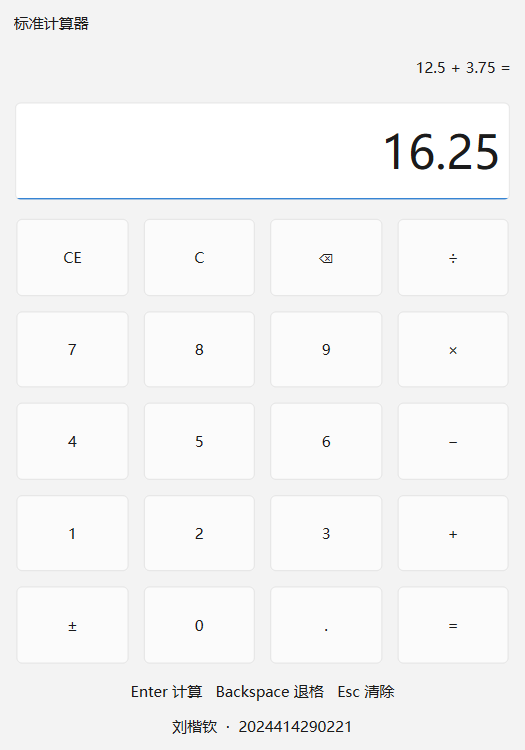 标准计算器
12.5 + 3.75 =
16.25
CE C ⌫ ÷
7 8 9 ×
4 5 6 −
1 2 3 +
± 0 . =
Enter 计算 Backspace 退格 Esc 清除
刘楷钦 · 2024414290221